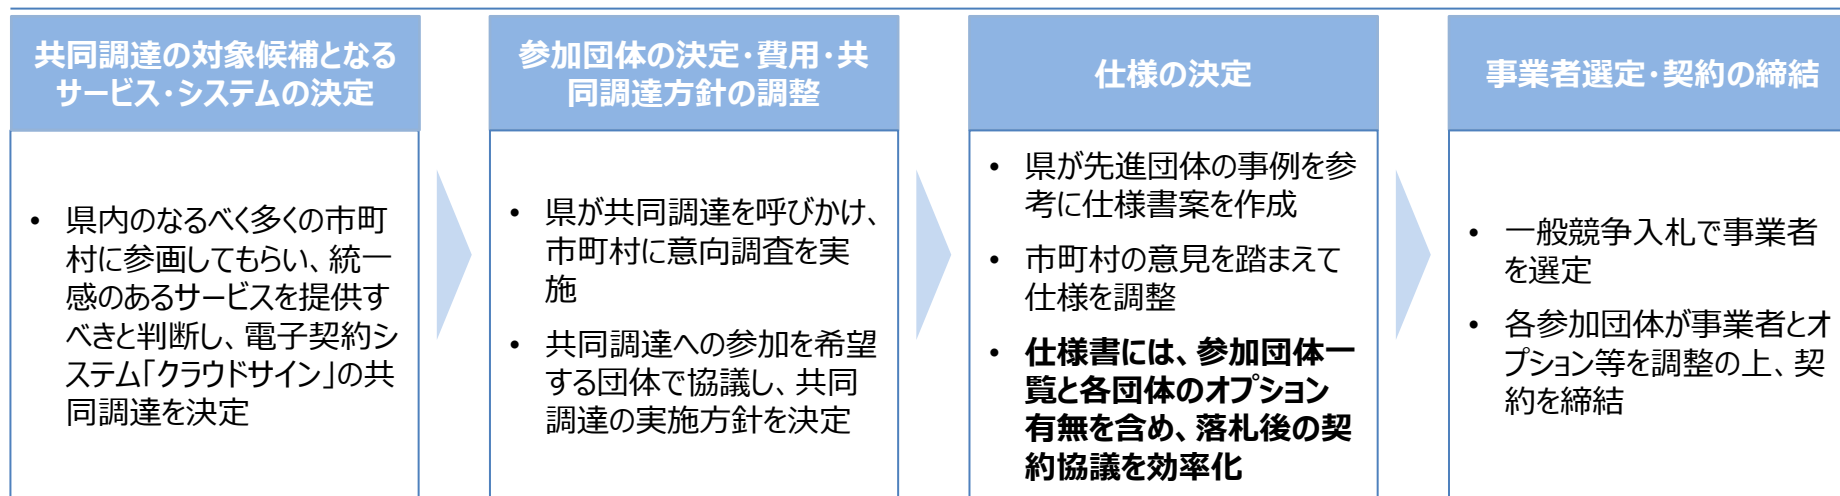 共同調達の対象候補となる
サービス・システムの決定
• 県内のなるべく多くの市町
村に参画してもらい、統一
感のあるサービスを提供す
べきと判断し、電子契約シ
ステム「クラウドサイン」の共
同調達を決定
参加団体の決定・費用・共
同調達方針の調整
• 県が共同調達を呼びかけ、
市町村に意向調査を実
施
• 共同調達への参加を希望
する団体で協議し、共同
調達の実施方針を決定
仕様の決定
• 県が先進団体の事例を参
考に仕様書案を作成
• 市町村の意見を踏まえて
仕様を調整
• 仕様書には、参加団体一
覧と各団体のオプション
有無を含め、落札後の契
約協議を効率化
事業者選定・契約の締結
• 一般競争入札で事業者
を選定
• 各参加団体が事業者とオ
プション等を調整の上、契
約を締結